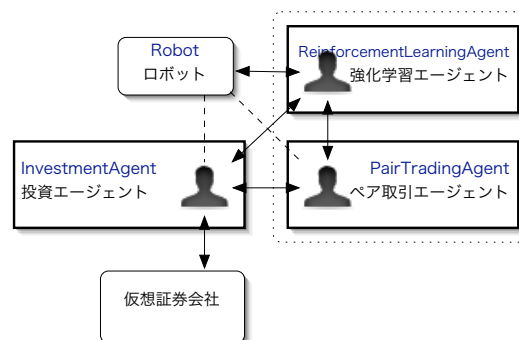 Robot
ロボット
ReinforcementLearningAgent
強化学習エージェント
InvestmentAgent
投資エージェント
PairTradingAgent
ペア取引エージェント
仮想証券会社